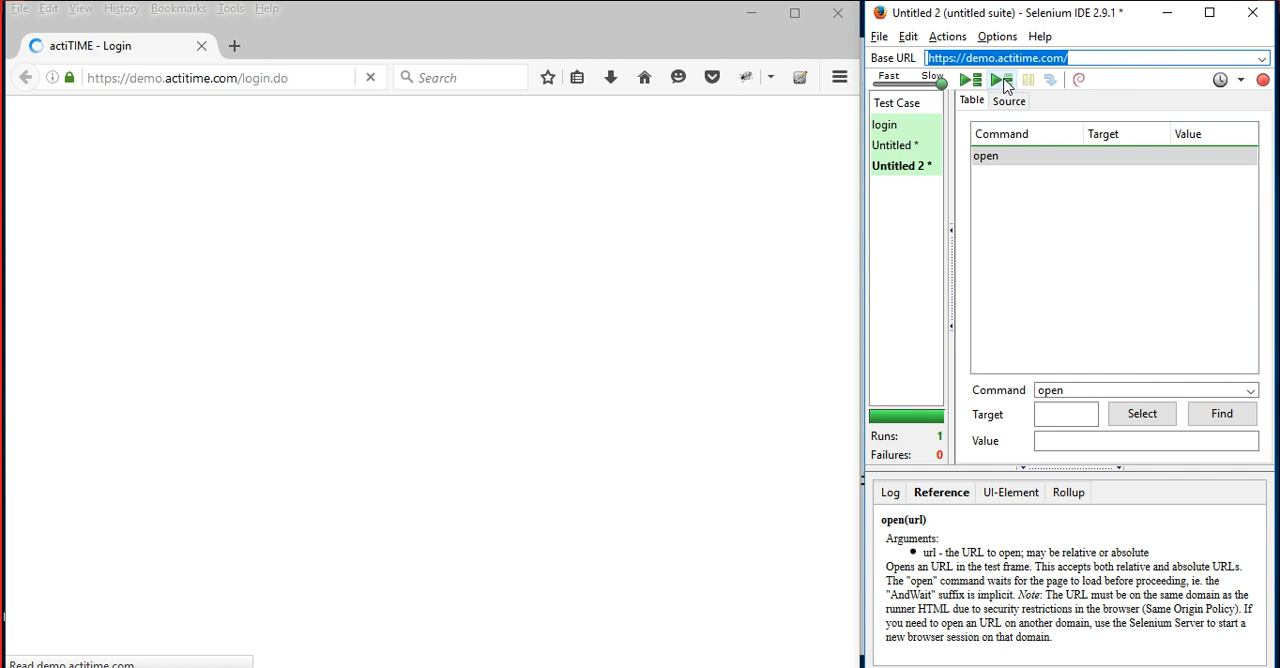 File Edit View History Bookmarks Tools Help
actiTIME - Login
https://demo.actitime.com/login.do
Search
Untitled 2 (untitled suite) - Selenium IDE 2.9.1 *
File Edit Actions Options Help
Base URL https://demo.actitime.com/
Fast Slow
Test Case
login
Untitled *
Untitled 2 *
Runs: 1
Failures: 0
Table Source
Command Target Value
open
Command open
Target Select Find
Value
Log Reference UI-Element Rollup
open(url)
Arguments:
url - the URL to open; may be relative or absolute
Opens an URL in the test frame. This accepts both relative and absolute URLs.
The "open" command waits for the page to load before proceeding, ie. the
"AndWait" suffix is implicit. Note: The URL must be on the same domain as the
runner HTML due to security restrictions in the browser (Same Origin Policy). If
you need to open an URL on another domain, use the Selenium Server to start a
new browser session on that domain.
Read demo.actitime.com